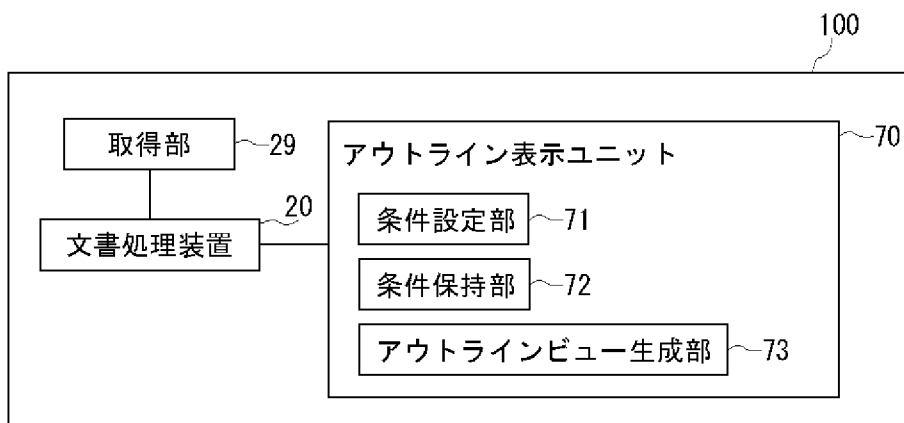 100
取得部
29
20
文書処理装置
アウトライン表示ユニット
70
条件設定部
71
条件保持部
72
アウトラインビュー生成部
73